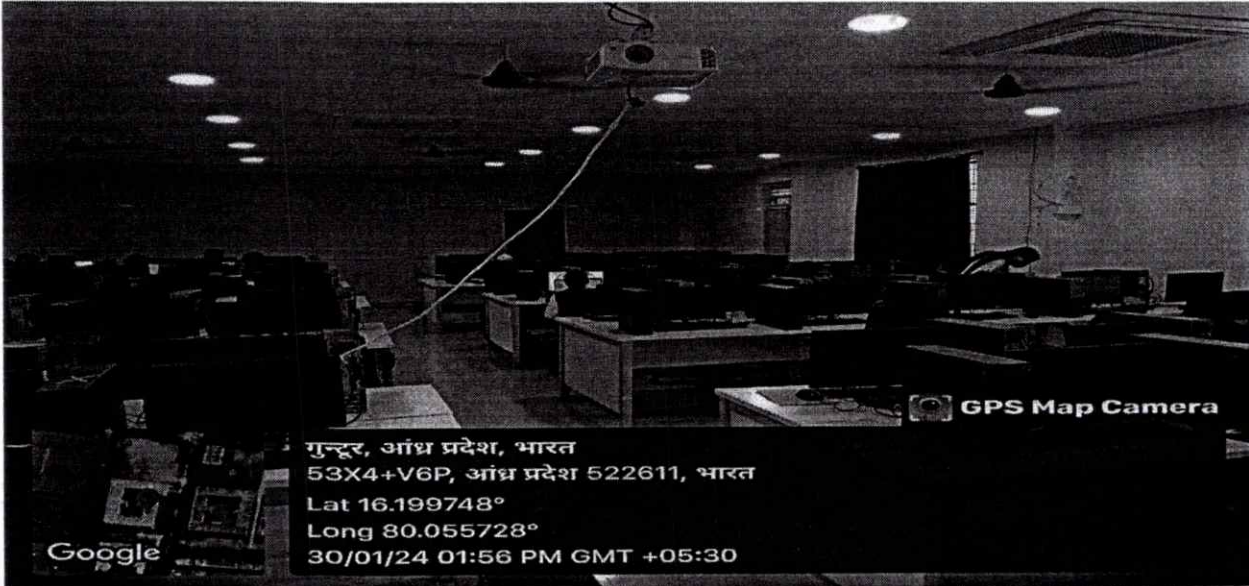 GPS Map Camera
गुन्टूर, आंध्र प्रदेश, भारत
53X4+V6P, आंध्र प्रदेश 522611, भारत
Lat 16.199748°
Long 80.055728°
30/01/24 01:56 PM GMT +05:30
Google